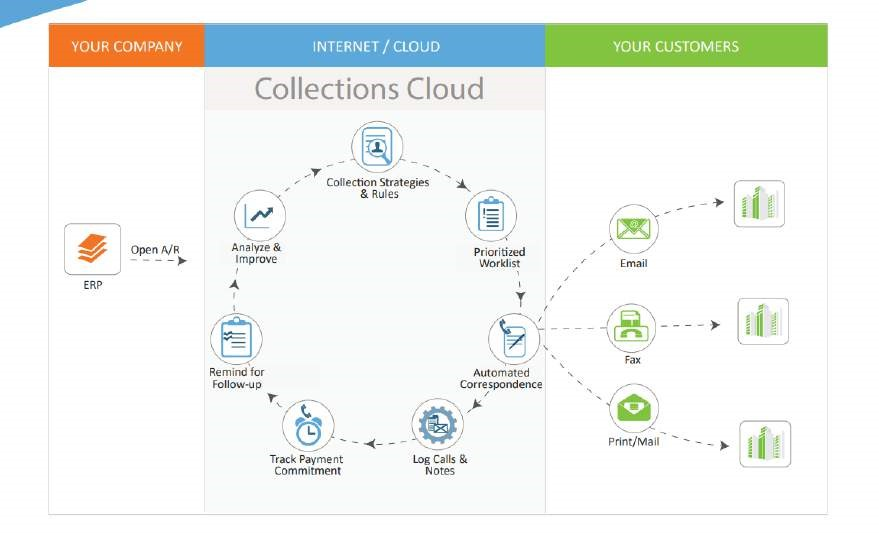 YOUR COMPANY
INTERNET / CLOUD
YOUR CUSTOMERS
Collections Cloud
Collection Strategies
& Rules
Analyze &
Improve
Prioritized
Worklist
Open A/R
ERP
Email
Remind for
Follow-up
Automated
Correspondence
Fax
Track Payment
Commitment
Log Calls &
Notes
Print/Mail